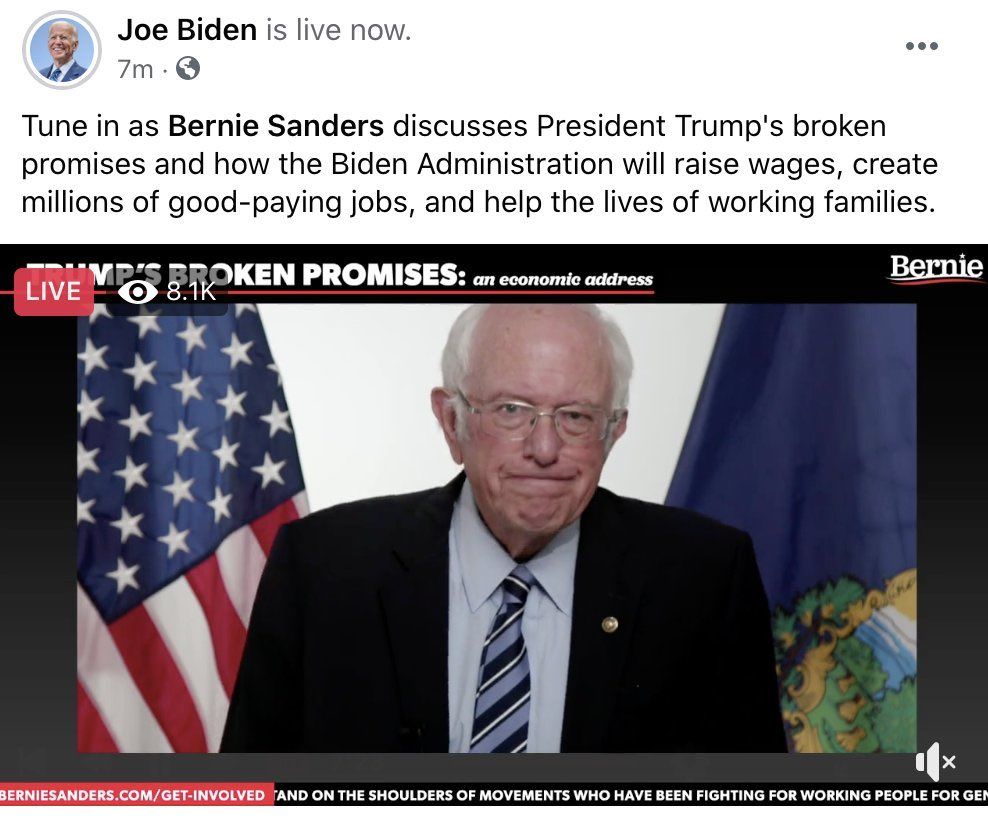 Joe Biden is live now.
7m ·
Tune in as Bernie Sanders discusses President Trump's broken
promises and how the Biden Administration will raise wages, create
millions of good-paying jobs, and help the lives of working families.
TRUMP'S BROKEN PROMISES: an economic address
Bernie
LIVE 8.1K
BERNIESANDERS.COM/GET-INVOLVED AND ON THE SHOULDERS OF MOVEMENTS WHO HAVE BEEN FIGHTING FOR WORKING PEOPLE FOR GEN